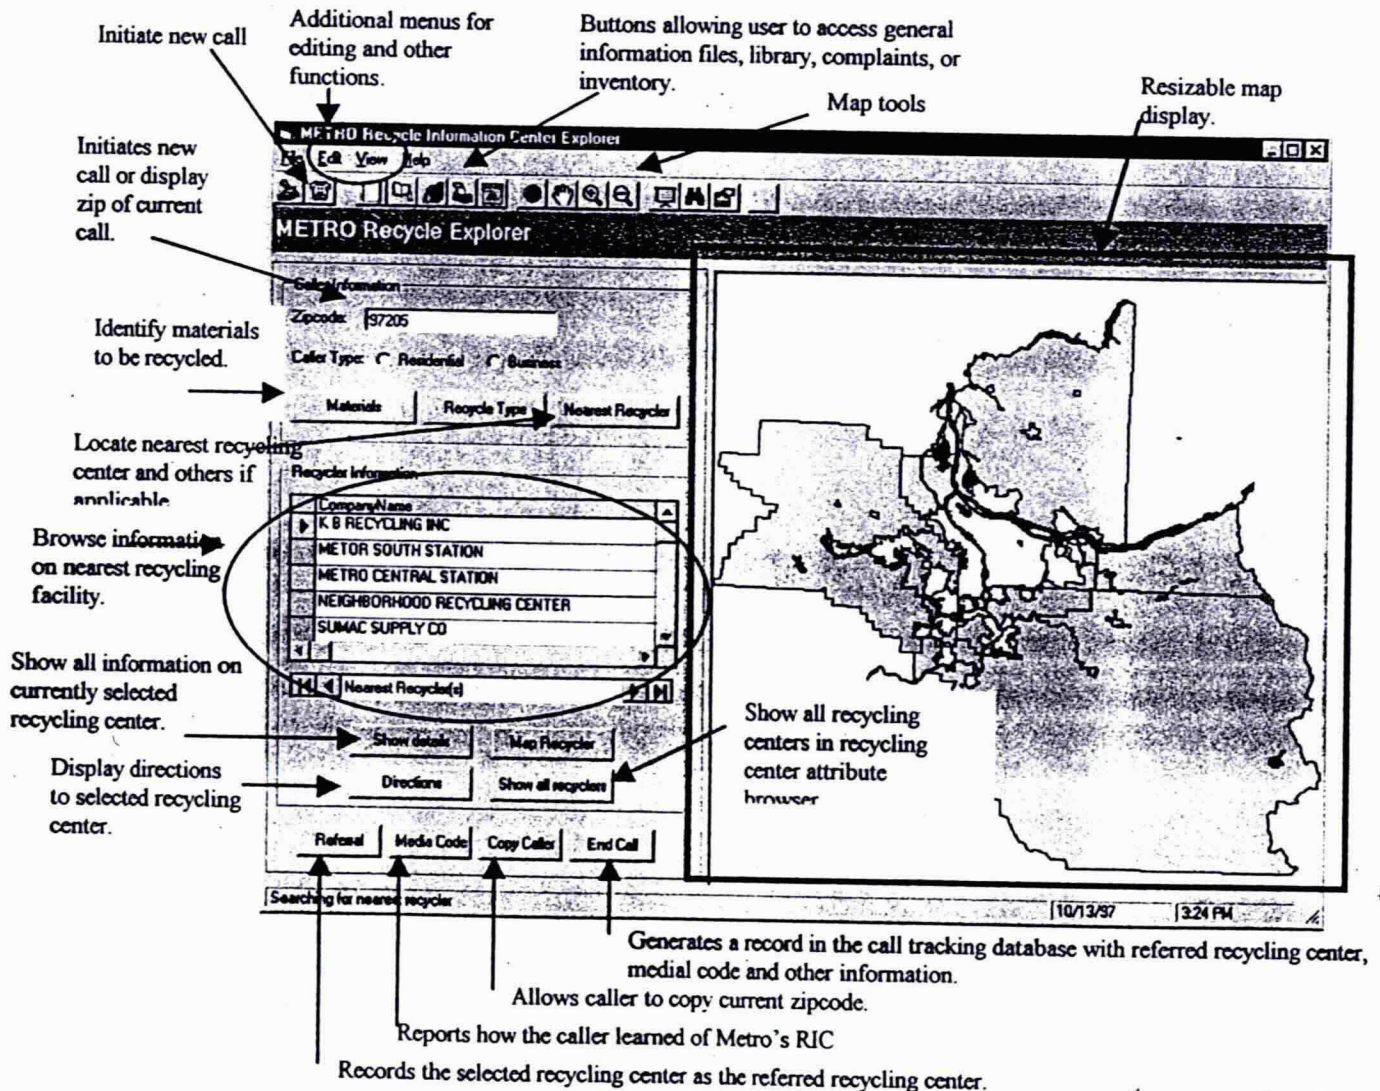 Initiate new call
Additional menus for
editing and other
functions.
Buttons allowing user to access general
information files, library, complaints, or
inventory.
Map tools
Resizable map
display.
Initiates new
call or display
zip of current
call.
METRO Recycle Information Center Explorer
File Edit View Help
METRO Recycle Explorer
Caller Information
Zipcode: 97205
Caller Type: Residential Business
Identify materials
to be recycled.
Materials Recycle Type Nearest Recycler
Locate nearest recycling
center and others if
applicable
Recycler Information
CompanyName
K B RECYCLING INC
METOR SOUTH STATION
METRO CENTRAL STATION
NEIGHBORHOOD RECYCLING CENTER
SUMAC SUPPLY CO
Nearest Recycler(s)
Browse information
on nearest recycling
facility.
Show all information on
currently selected
recycling center.
Show details Map Recycler
Directions Show all recyclers
Display directions
to selected recycling
center.
Show all recycling
centers in recycling
center attribute
browser
Referral Media Code Copy Caller End Call
Searching for nearest recycler 10/13/97 3:24 PM
Generates a record in the call tracking database with referred recycling center,
medial code and other information.
Allows caller to copy current zipcode.
Reports how the caller learned of Metro's RIC
Records the selected recycling center as the referred recycling center.